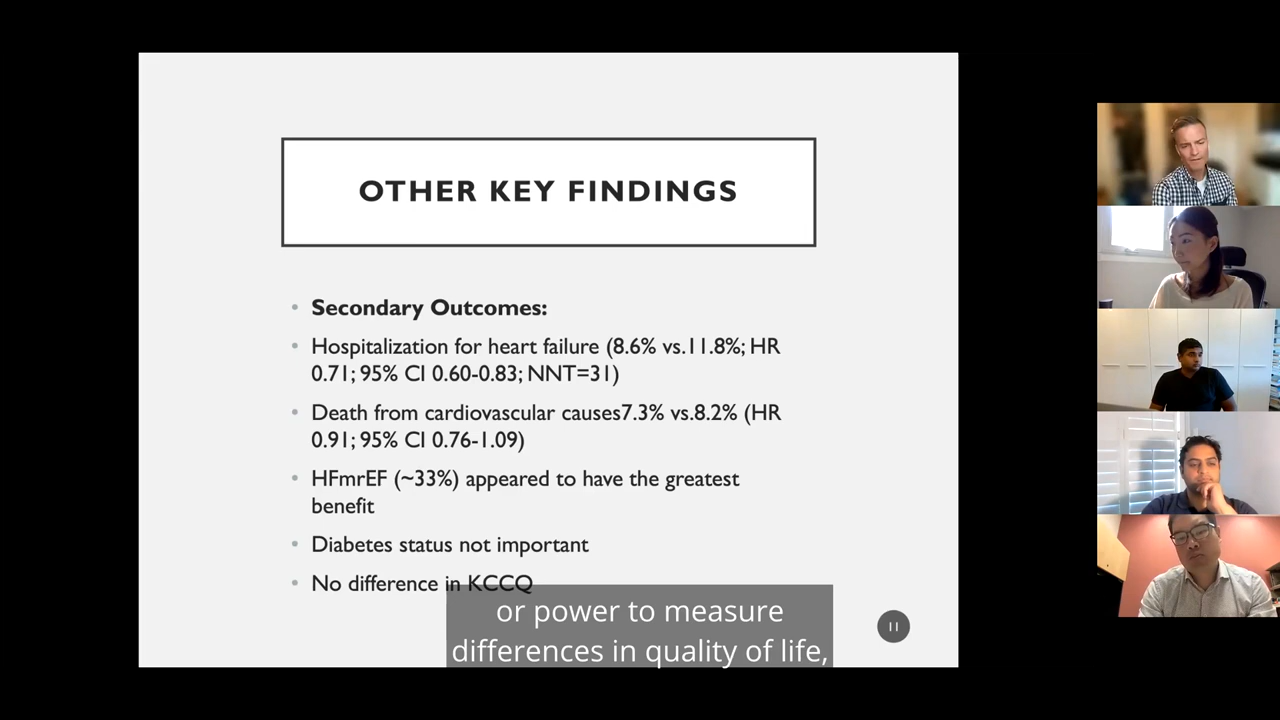 OTHER KEY FINDINGS
• Secondary Outcomes:
• Hospitalization for heart failure (8.6% vs.11.8%; HR
0.71; 95% CI 0.60-0.83; NNT=31)
• Death from cardiovascular causes7.3% vs.8.2% (HR
0.91; 95% CI 0.76-1.09)
• HFmrEF (~33%) appeared to have the greatest
benefit
• Diabetes status not important
• No difference in KCCQ
or power to measure
differences in quality of life,
11